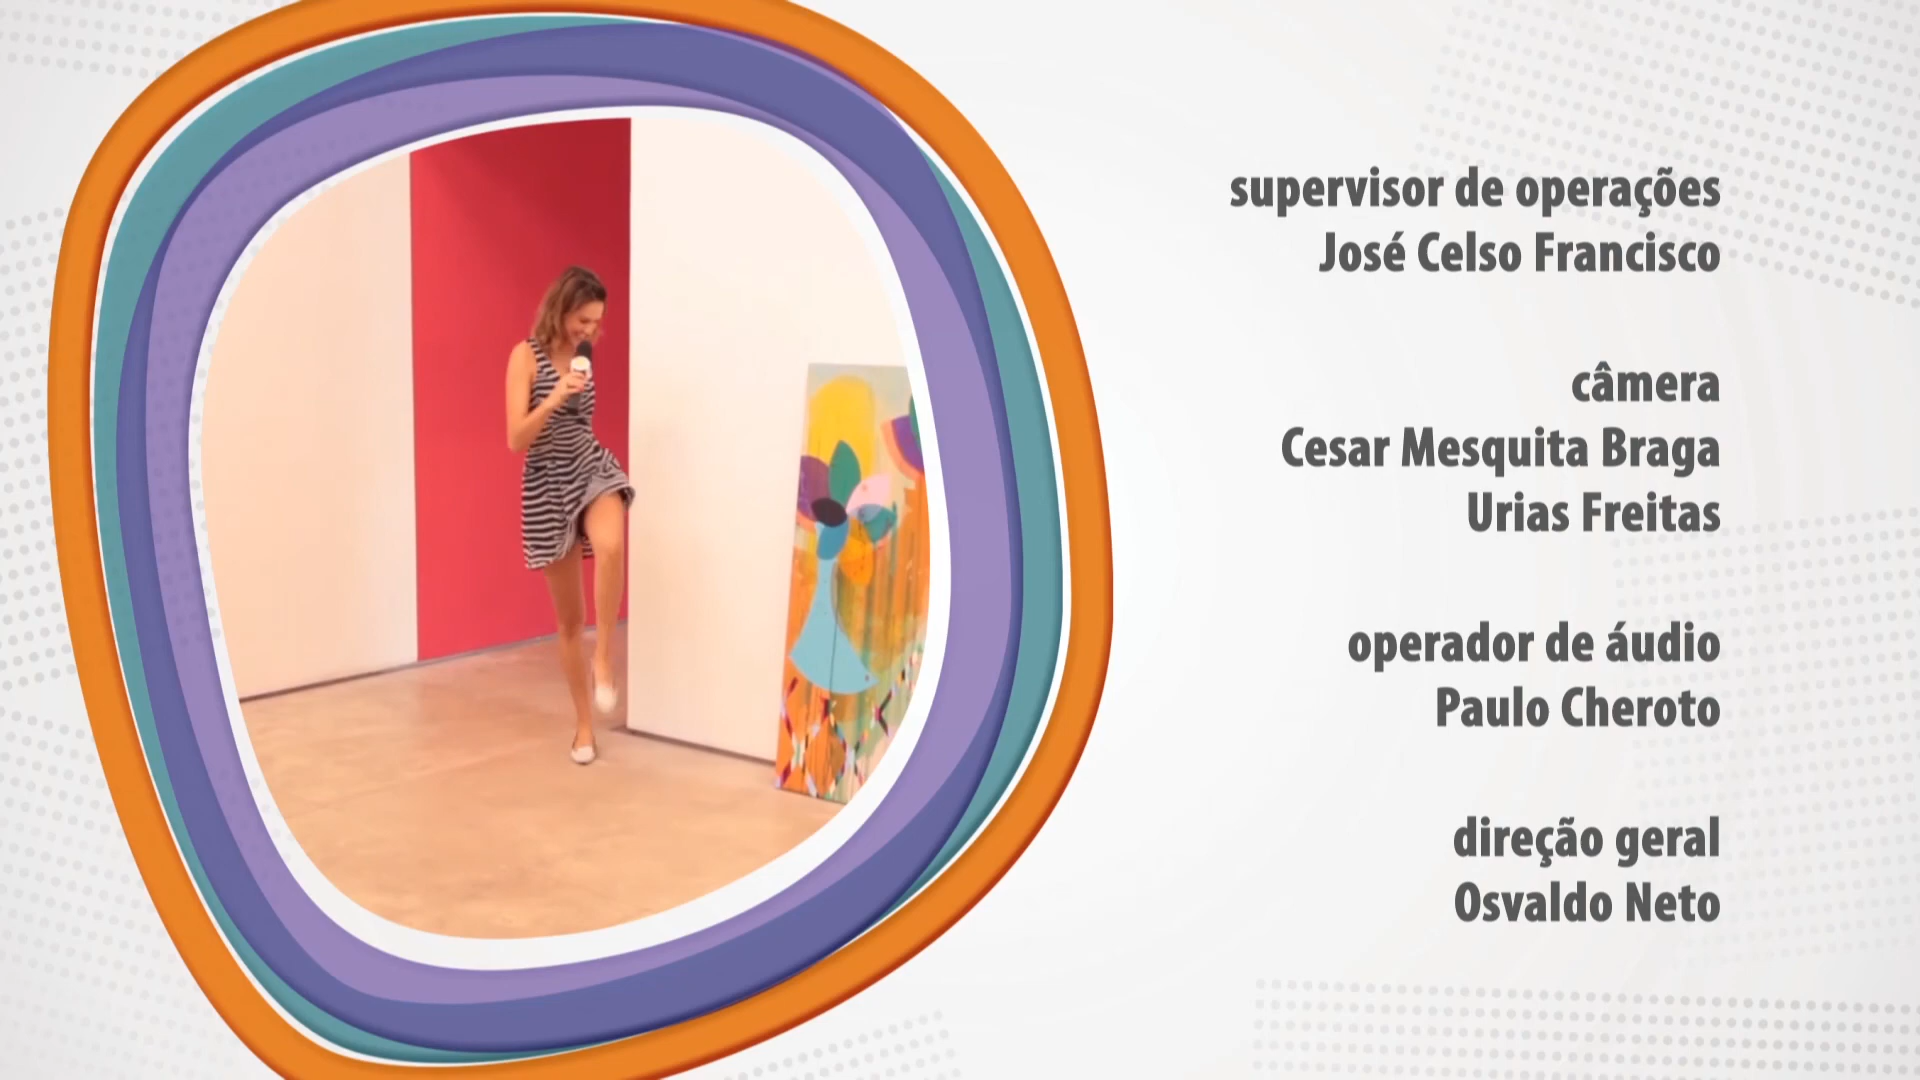 supervisor de operações
José Celso Francisco
câmera
Cesar Mesquita Braga
Urias Freitas
operador de áudio
Paulo Cheroto
direção geral
Osvaldo Neto